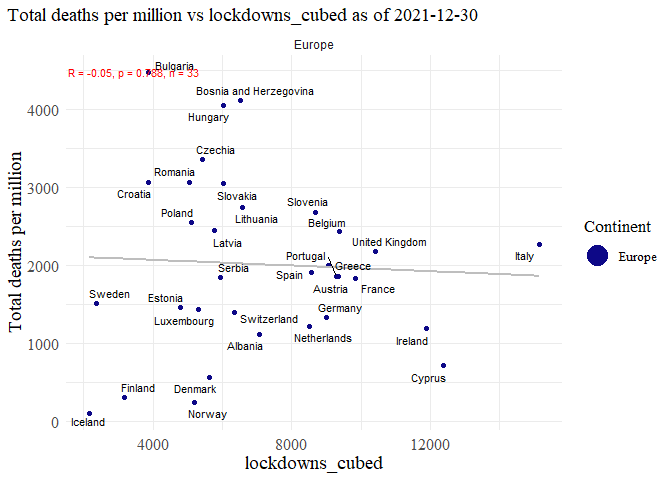 Total deaths per million vs lockdowns_cubed as of 2021-12-30
Europe
Bulgaria
R = -0.05, p = 0.788, n = 33
Bosnia and Herzegovina
4000
Hungary
Czechia
Romania
3000
Croatia
Slovakia
Slovenia
Poland
Lithuania
Belgium
Latvia
United Kingdom
Portugal
Italy
2000
Serbia
Greece
Spain
Austria
France
Sweden
Estonia
Germany
Luxembourg
Switzerland
Netherlands
Ireland
Albania
1000
Cyprus
Finland
Denmark
Norway
0
Iceland
4000
8000
12000
lockdowns_cubed
Total deaths per million
Continent
Europe